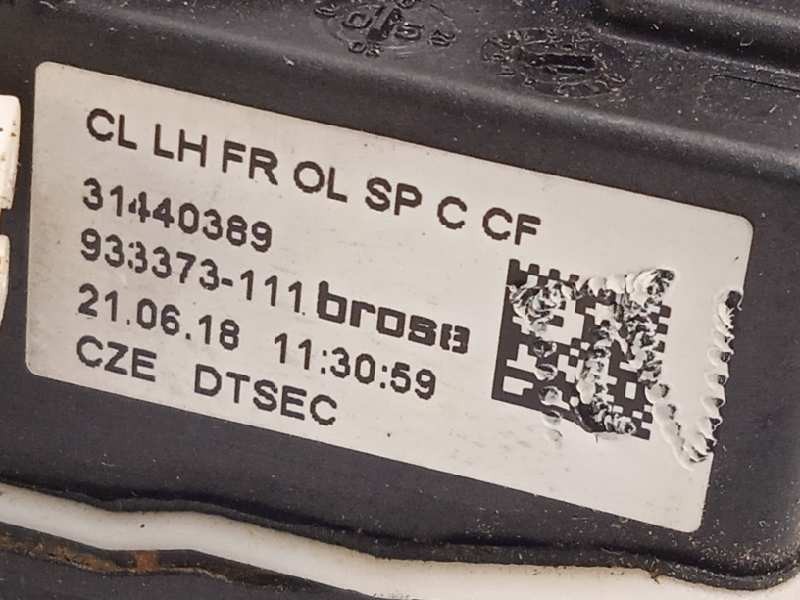 CL LH FR OL SP C CF
31440389
933373-111 brose
21.06.18 11:30:59
CZE DTSEC